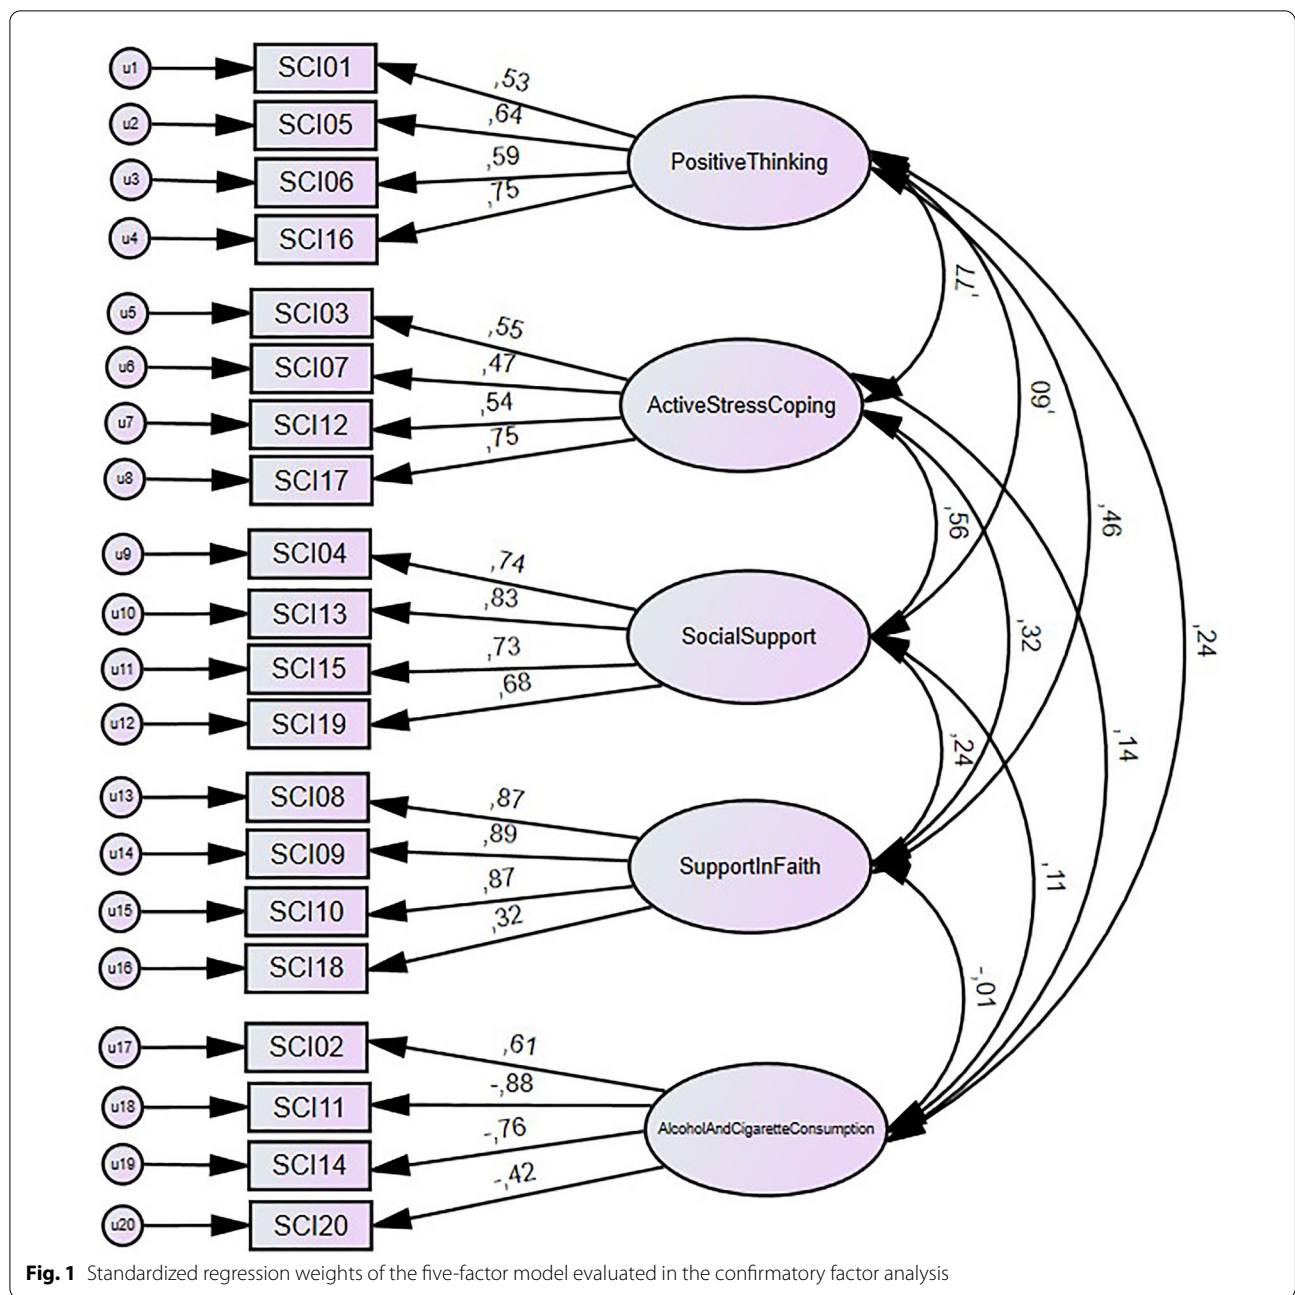 u1 SCI01 ,53
u2 SCI05 ,64
u3 SCI06 ,59
u4 SCI16 ,75
PositiveThinking
u5 SCI03 ,55
u6 SCI07 ,47
u7 SCI12 ,54
u8 SCI17 ,75
ActiveStressCoping
u9 SCI04 ,74
u10 SCI13 ,83
u11 SCI15 ,73
u12 SCI19 ,68
SocialSupport
u13 SCI08 ,87
u14 SCI09 ,89
u15 SCI10 ,87
u16 SCI18 ,32
SupportInFaith
u17 SCI02 ,61
u18 SCI11 -,88
u19 SCI14 -,76
u20 SCI20 -,42
AlcoholAndCigaretteConsumption
,77
,60
,46
,56
,32
,24
,24
,14
,11
-,01
Fig. 1 Standardized regression weights of the five-factor model evaluated in the confirmatory factor analysis